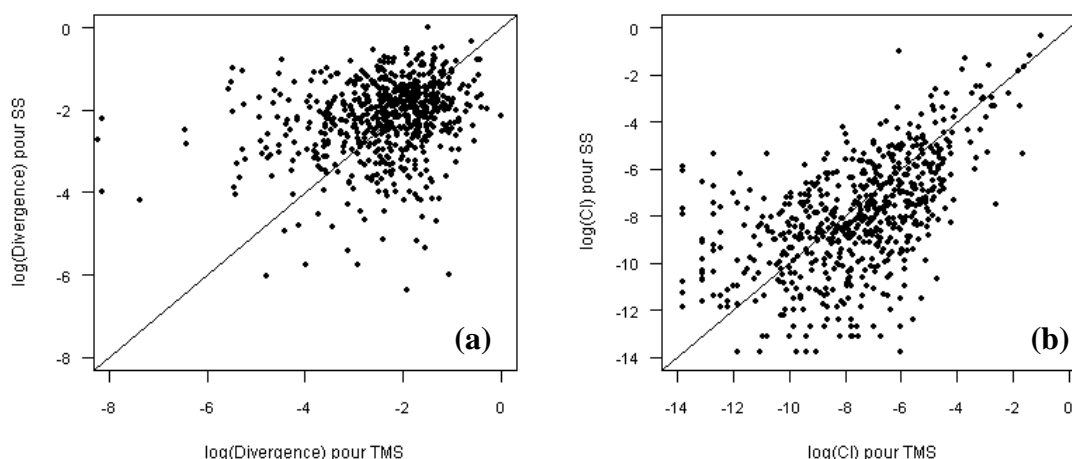 0
-2
-4
-6
-8
log(Divergence) pour SS
(a)
-8 -6 -4 -2 0
log(Divergence) pour TMS
0
-2
-4
-6
-8
-10
-12
-14
log(CI) pour SS
(b)
-14 -12 -10 -8 -6 -4 -2 0
log(CI) pour TMS